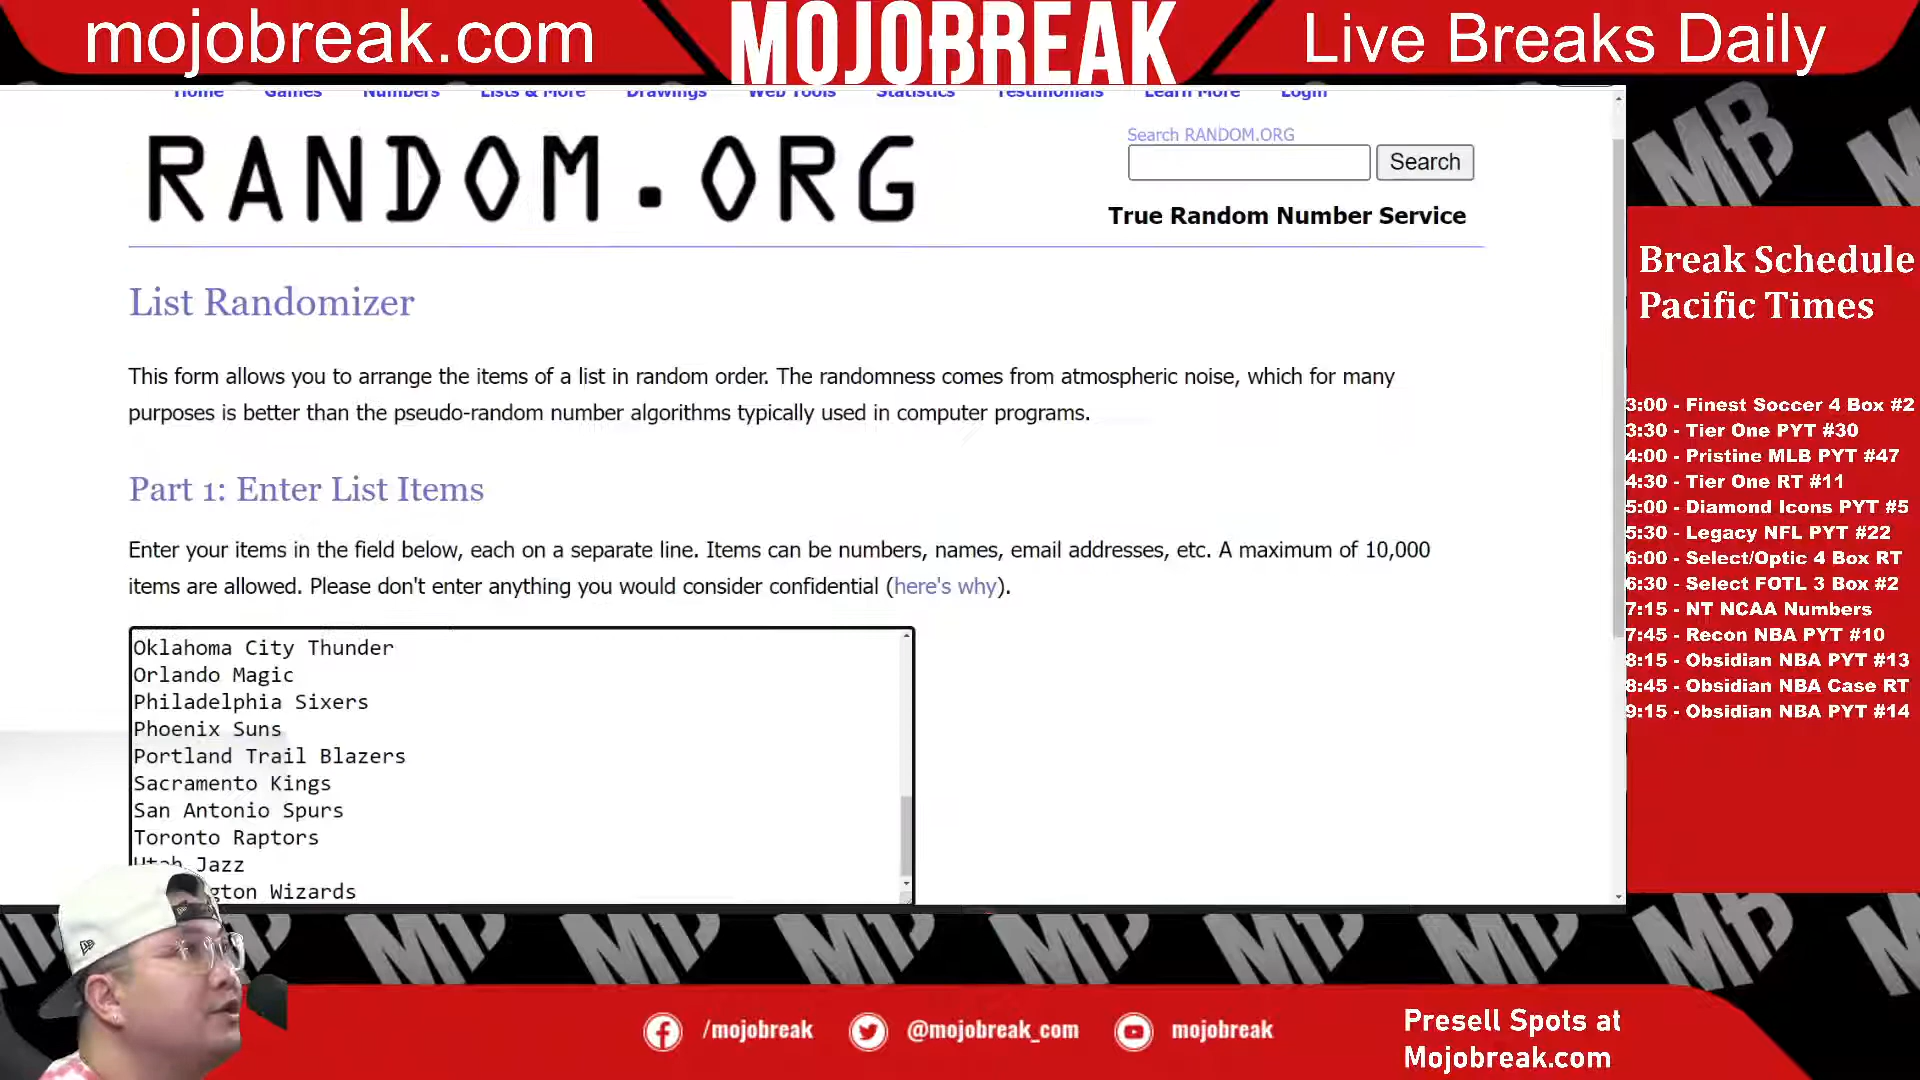 mojobreak.com
MOJOBREAK
Live Breaks Daily
Home Games Numbers Lists & More Drawings Web Tools Statistics Testimonials Learn More Login
RANDOM.ORG
Search RANDOM.ORG
Search
True Random Number Service
List Randomizer
This form allows you to arrange the items of a list in random order. The randomness comes from atmospheric noise, which for many
purposes is better than the pseudo-random number algorithms typically used in computer programs.
Part 1: Enter List Items
Enter your items in the field below, each on a separate line. Items can be numbers, names, email addresses, etc. A maximum of 10,000
items are allowed. Please don't enter anything you would consider confidential (here's why).
Oklahoma City Thunder
Orlando Magic
Philadelphia Sixers
Phoenix Suns
Portland Trail Blazers
Sacramento Kings
San Antonio Spurs
Toronto Raptors
Utah Jazz
gton Wizards
Break Schedule
Pacific Times
3:00 - Finest Soccer 4 Box #2
3:30 - Tier One PYT #30
4:00 - Pristine MLB PYT #47
4:30 - Tier One RT #11
5:00 - Diamond Icons PYT #5
5:30 - Legacy NFL PYT #22
6:00 - Select/Optic 4 Box RT
6:30 - Select FOTL 3 Box #2
7:15 - NT NCAA Numbers
7:45 - Recon NBA PYT #10
8:15 - Obsidian NBA PYT #13
8:45 - Obsidian NBA Case RT
9:15 - Obsidian NBA PYT #14
/mojobreak
@mojobreak_com
mojobreak
Presell Spots at
Mojobreak.com